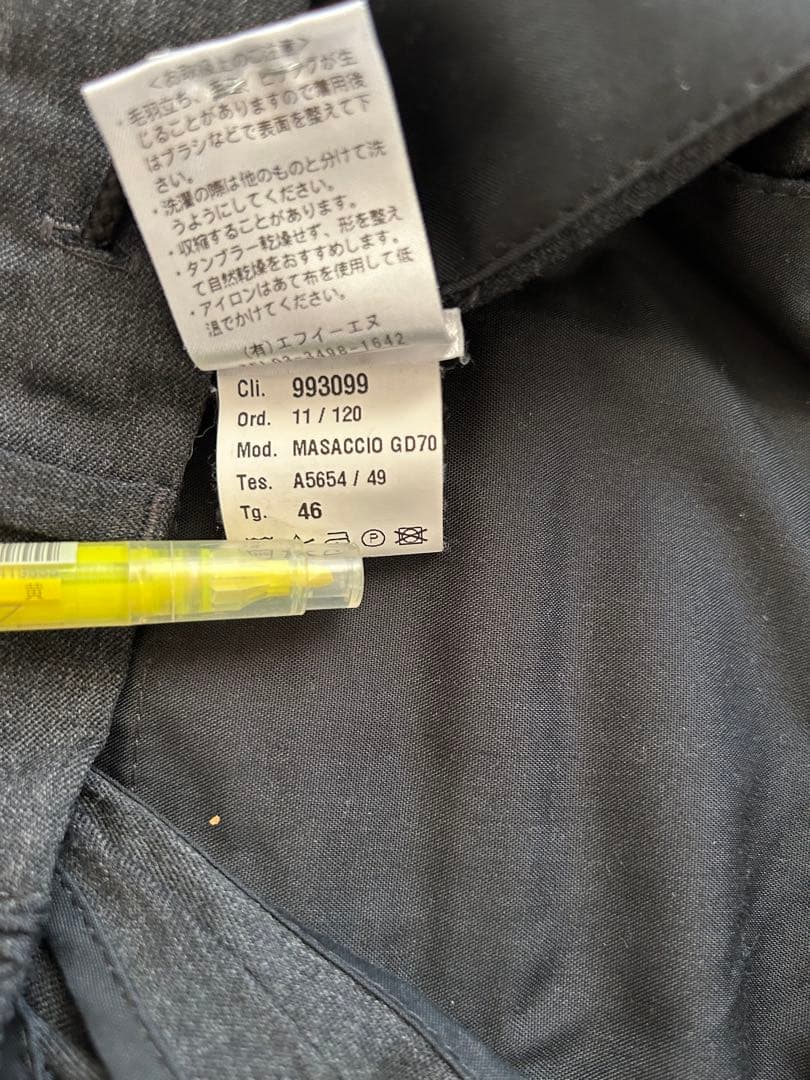 <お取扱上のご注意>
・毛羽立ち、毛玉、ピリングが生
じることがありますので着用後
はブラシなどで表面を整えて下
さい。
・洗濯の際は他のものと分けて洗
うようにしてください。
・収縮することがあります。形を整え
・タンブラー乾燥せず、
て自然乾燥をおすすめします。
・アイロンはあて布を使用して低
温でかけてください。
(有)エフイーエヌ
TEL03-3498-1642
Cli. 993099
Ord. 11 / 120
Mod. MASACCIO GD70
Tes. A5654 / 49
Tg. 46
P
黄